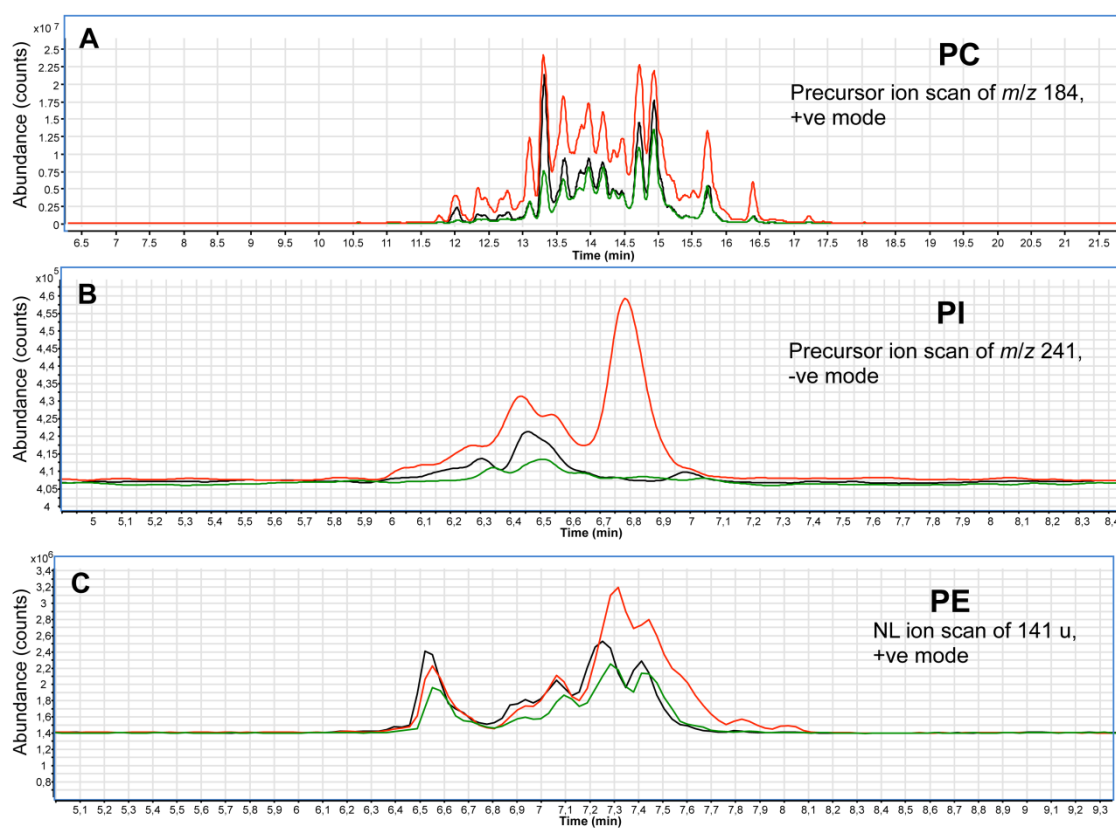 A
x10 7
Abundance (counts)
2.5
2.25
2
1.75
1.5
1.25
1
0.75
0.5
0.25
0
PC
Precursor ion scan of m/z 184,
+ve mode
6.5 7 7.5 8 8.5 9 9.5 10 10.5 11 11.5 12 12.5 13 13.5 14 14.5 15 15.5 16 16.5 17 17.5 18 18.5 19 19.5 20 20.5 21 21.5
Time (min)
B
x10 5
Abundance (counts)
4,6
4,55
4,5
4,45
4,4
4,35
4,3
4,25
4,2
4,15
4,1
4,05
4
PI
Precursor ion scan of m/z 241,
-ve mode
5 5,1 5,2 5,3 5,4 5,5 5,6 5,7 5,8 5,9 6 6,1 6,2 6,3 6,4 6,5 6,6 6,7 6,8 6,9 7 7,1 7,2 7,3 7,4 7,5 7,6 7,7 7,8 7,9 8 8,1 8,2 8,3 8,4
Time (min)
C
x10 6
Abundance (counts)
3,4
3,2
3
2,8
2,6
2,4
2,2
2
1,8
1,6
1,4
1,2
1
0,8
PE
NL ion scan of 141 u,
+ve mode
5,1 5,2 5,3 5,4 5,5 5,6 5,7 5,8 5,9 6 6,1 6,2 6,3 6,4 6,5 6,6 6,7 6,8 6,9 7 7,1 7,2 7,3 7,4 7,5 7,6 7,7 7,8 7,9 8 8,1 8,2 8,3 8,4 8,5 8,6 8,7 8,8 8,9 9 9,1 9,2 9,3
Time (min)